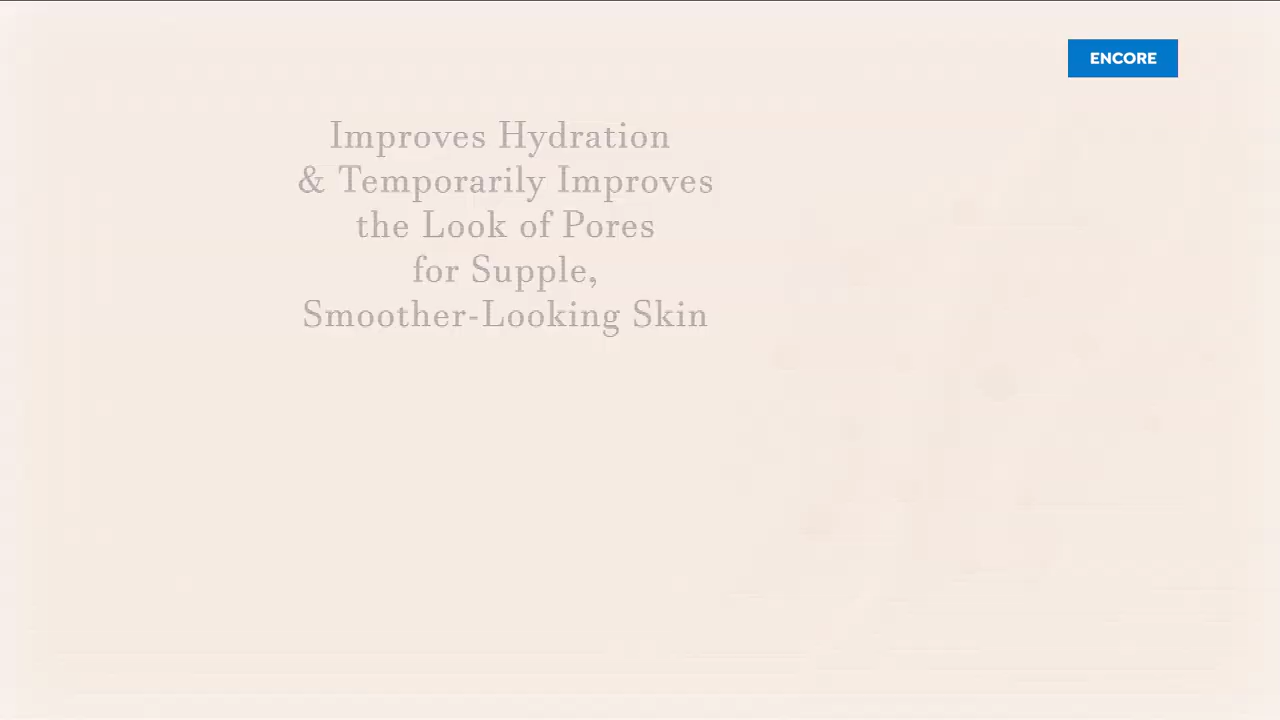 ENCORE
Improves Hydration
& Temporarily Improves
the Look of Pores
for Supple,
Smoother-Looking Skin